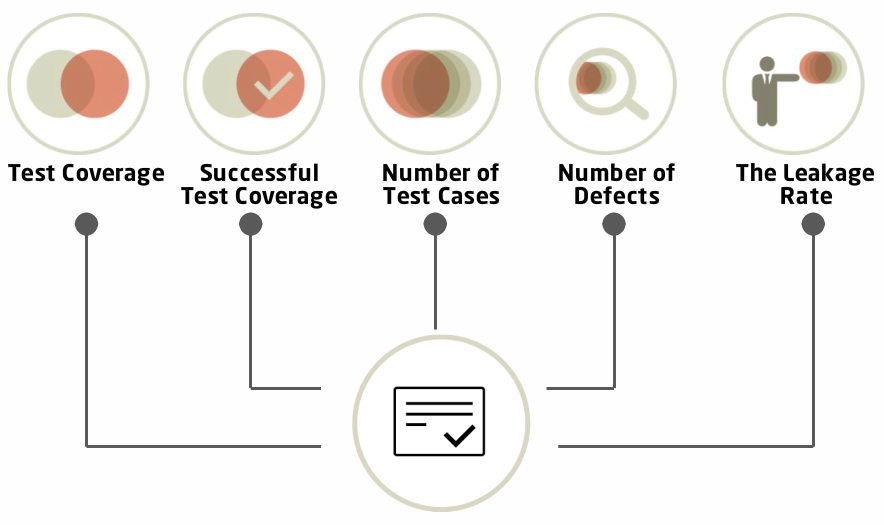 Test Coverage
Successful
Test Coverage
Number of
Test Cases
Number of
Defects
The Leakage
Rate